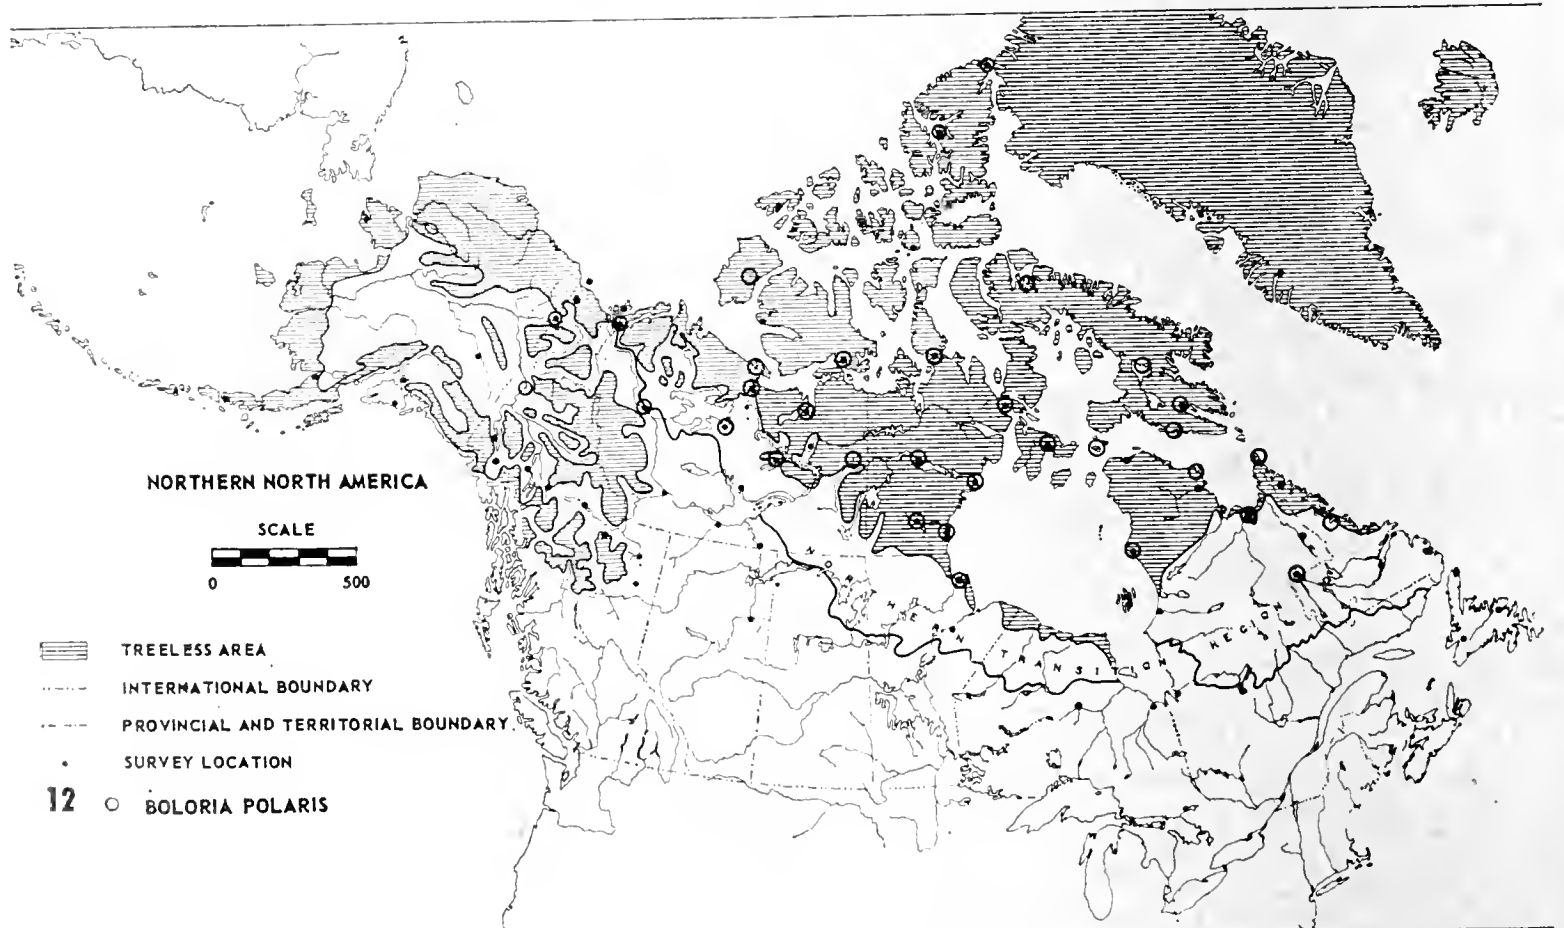 NORTHERN NORTH AMERICA
SCALE
0 500
TREELESS AREA
INTERNATIONAL BOUNDARY
PROVINCIAL AND TERRITORIAL BOUNDARY
SURVEY LOCATION
12 BOLORIA POLARIS
NORTHERN TRANSITION REGION